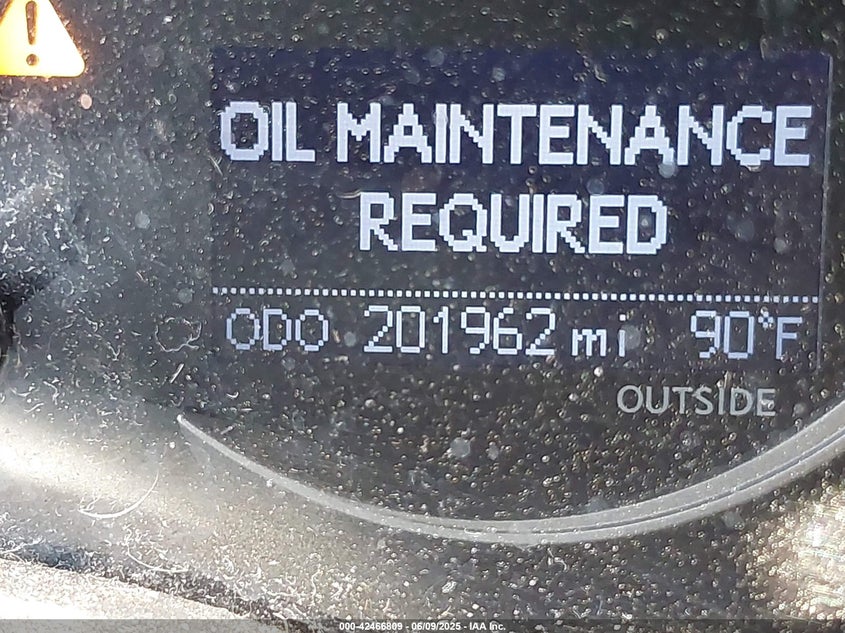 OIL MAINTENANCE
REQUIRED
ODO 201962 mi 90°F
OUTSIDE
000-42466809 - 06/09/2025 - IAA Inc.